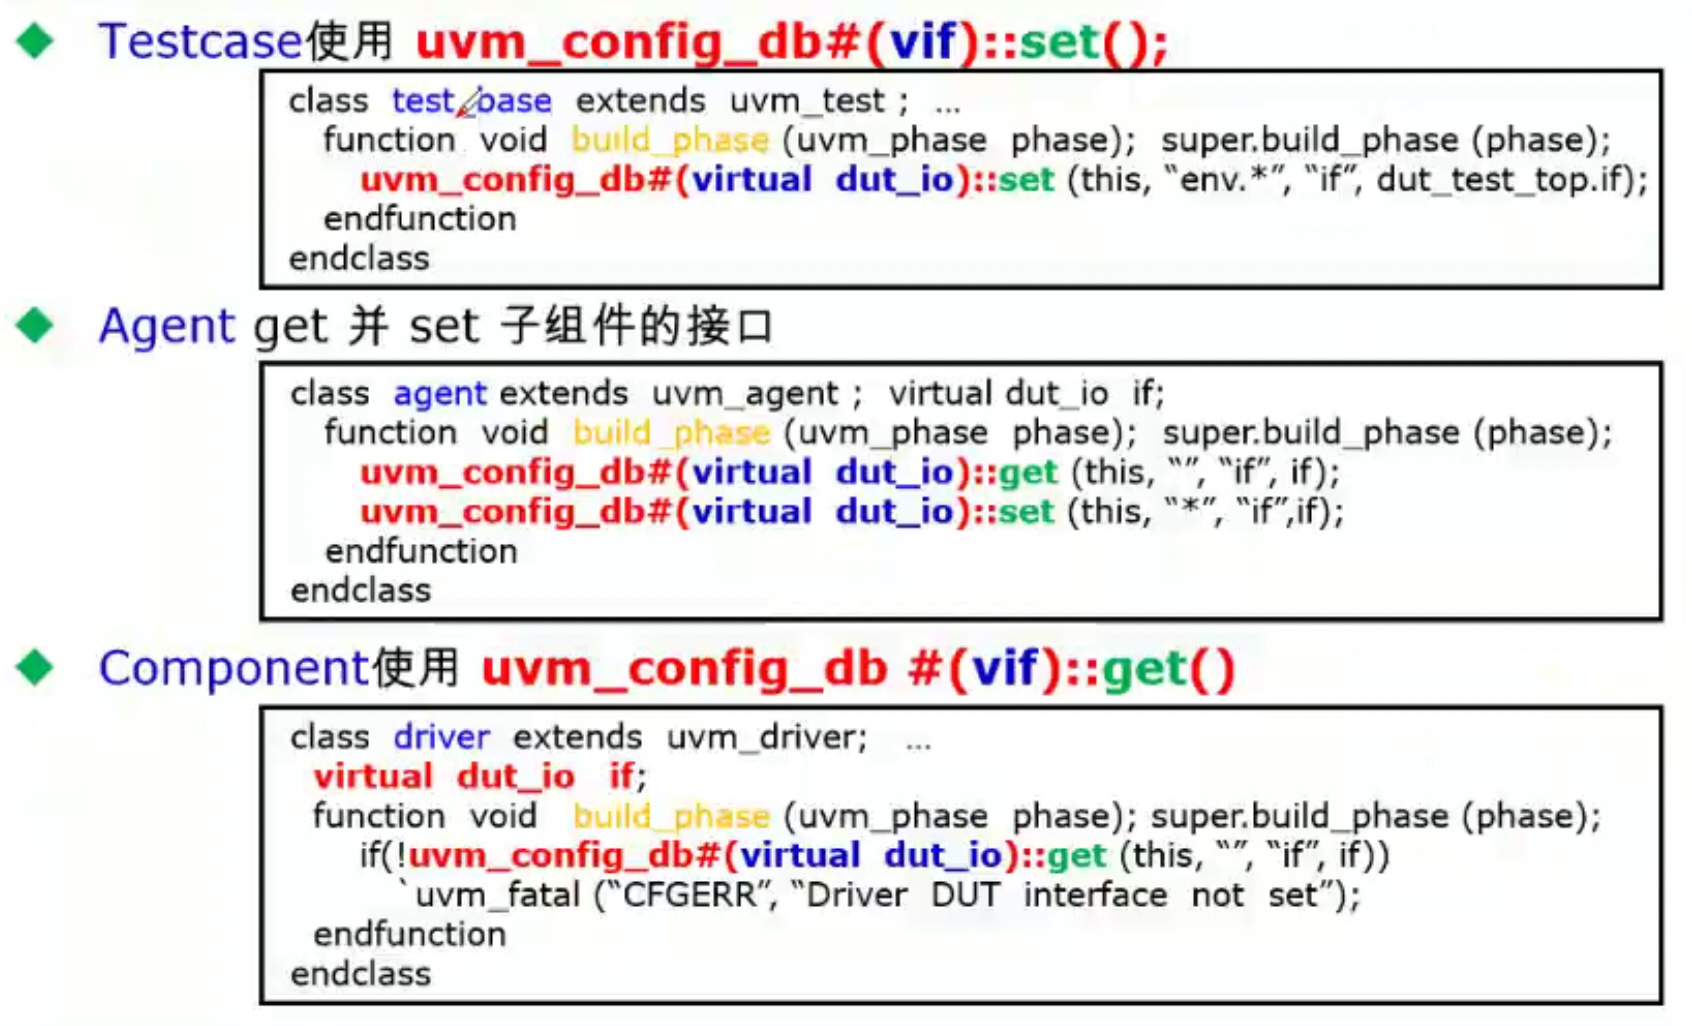 Testcase使用 uvm_config_db#(vif)::set();
class test_base extends uvm_test ; ...
function void build_phase (uvm_phase phase); super.build_phase (phase);
uvm_config_db#(virtual dut_io)::set (this, “env.*”, “if”, dut_test_top.if);
endfunction
endclass
Agent get 并 set 子组件的接口
class agent extends uvm_agent ; virtual dut_io if;
function void build_phase (uvm_phase phase); super.build_phase (phase);
uvm_config_db#(virtual dut_io)::get (this, “”, “if”, if);
uvm_config_db#(virtual dut_io)::set (this, “*”, “if”,if);
endfunction
endclass
Component使用 uvm_config_db #(vif)::get()
class driver extends uvm_driver; ...
virtual dut_io if;
function void build_phase (uvm_phase phase); super.build_phase (phase);
if(!uvm_config_db#(virtual dut_io)::get (this, “”, “if”, if))
`uvm_fatal (“CFGERR”, “Driver DUT interface not set”);
endfunction
endclass